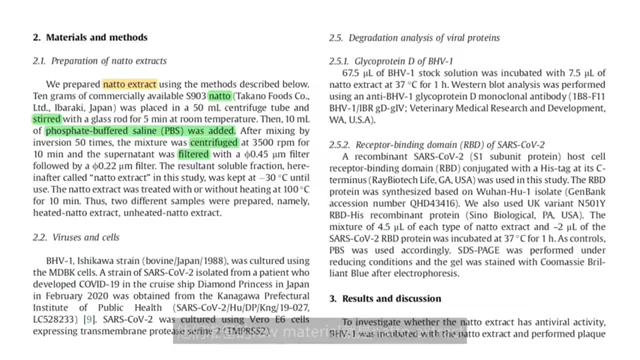 2. Materials and methods
2.1. Preparation of natto extracts
We prepared natto extract using the methods described below.
Ten grams of commercially available S903 natto (Takano Foods Co.,
Ltd., Ibaraki, Japan) was placed in a 50 mL centrifuge tube and
stirred with a glass rod for 5 min at room temperature. Then, 10 mL
of phosphate-buffered saline (PBS) was added. After mixing by
inversion 50 times, the mixture was centrifuged at 3500 rpm for
10 min and the supernatant was filtered with a φ0.45 μm filter
followed by a φ0.22 μm filter. The resultant soluble fraction, here-
inafter called “natto extract” in this study, was kept at −30 °C until
use. The natto extract was treated with or without heating at 100 °C
for 10 min. Thus, two different samples were prepared, namely,
heated-natto extract, unheated-natto extract.
2.2. Viruses and cells
BHV-1, Ishikawa strain (bovine/Japan/1988), was cultured using
the MDBK cells. A strain of SARS-CoV-2 isolated from a patient who
developed COVID-19 in the cruise ship Diamond Princess in Japan
in February 2020 was obtained from the Kanagawa Prefectural
Institute of Public Health (SARS-CoV-2/Hu/DP/Kng/19-027,
LC528233) [9]. SARS-CoV-2 was cultured using Vero E6 cells
expressing transmembrane protease serine 2 (TMPRSS2).
2.5. Degradation analysis of viral proteins
2.5.1. Glycoprotein D of BHV-1
67.5 μL of BHV-1 stock solution was incubated with 7.5 μL of
natto extract at 37 °C for 1 h. Western blot analysis was performed
using an anti-BHV-1 glycoprotein D monoclonal antibody (1B8-F11
BHV-1/IBR gD-gIV; Veterinary Medical Research and Development,
WA, U.S.A).
2.5.2. Receptor-binding domain (RBD) of SARS-CoV-2
A recombinant SARS-CoV-2 (S1 subunit protein) host cell
receptor-binding domain (RBD) conjugated with a His-tag at its C-
terminus (RayBiotech Life, GA, USA) was used in this study. The RBD
protein was synthesized based on Wuhan-Hu-1 isolate (GenBank
accession number QHD43416). We also used UK variant N501Y
RBD-His recombinant protein (Sino Biological, PA, USA). The
mixture of 4.5 μL of each type of natto extract and ~2 μL of the
SARS-CoV-2 RBD protein was incubated at 37 °C for 1 h. As controls,
PBS was used accordingly. SDS-PAGE was performed under
reducing conditions and the gel was stained with Coomassie Bril-
liant Blue after electrophoresis.
3. Results and discussion
To investigate whether the natto extract has antiviral activity,
BHV-1 was incubated with the natto extract and performed plaque
raw material